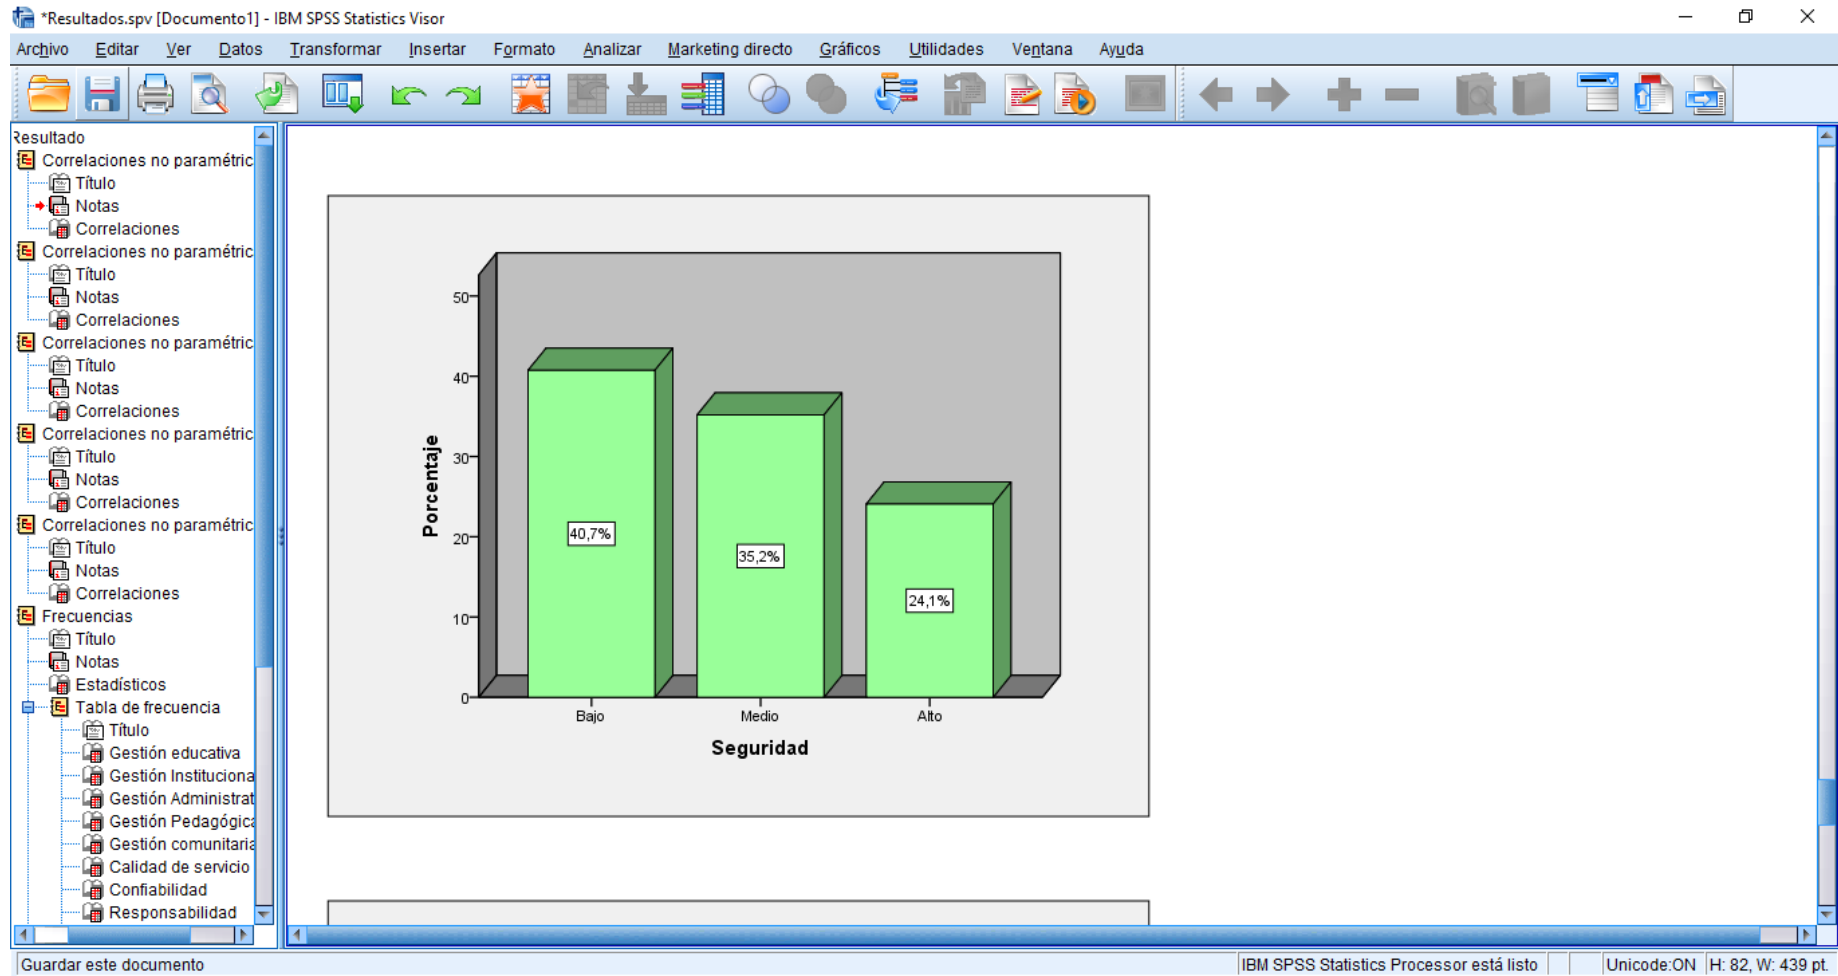 *Resultados.spv [Documento1] - IBM SPSS Statistics Visor
Archivo Editar Ver Datos Transformar Insertar Formato Analizar Marketing directo Gráficos Utilidades Ventana Ayuda
Resultado
Correlaciones no paramétric
Título
Notas
Correlaciones
Correlaciones no paramétric
Título
Notas
Correlaciones
Correlaciones no paramétric
Título
Notas
Correlaciones
Correlaciones no paramétric
Título
Notas
Correlaciones
Correlaciones no paramétric
Título
Notas
Correlaciones
Frecuencias
Título
Notas
Estadísticos
Tabla de frecuencia
Título
Gestión educativa
Gestión Instituciona
Gestión Administrat
Gestión Pedagógica
Gestión comunitaria
Calidad de servicio
Confiabilidad
Responsabilidad
Porcentaje
50
40
30
20
10
0
40,7%
35,2%
24,1%
Bajo Medio Alto
Seguridad
Guardar este documento
IBM SPSS Statistics Processor está listo
Unicode:ON
H: 82, W: 439 pt.